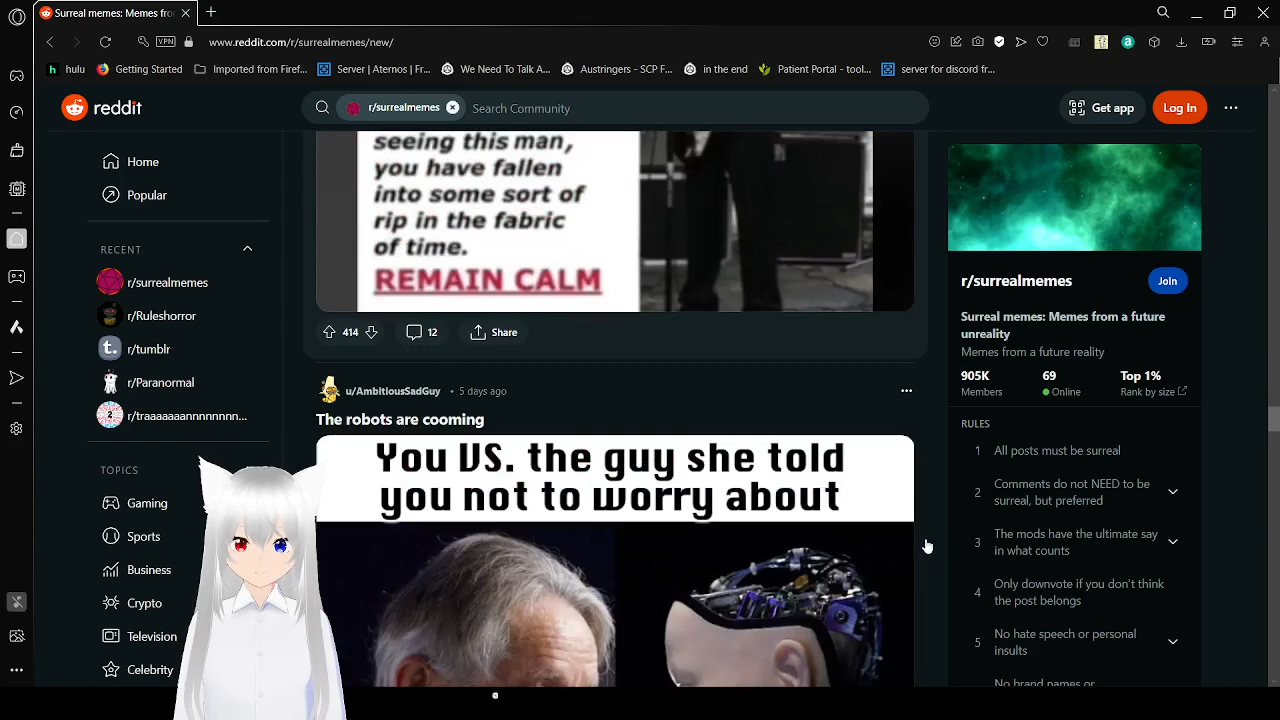 Surreal memes: Memes fro
VPN
www.reddit.com/r/surrealmemes/new/
hulu
Getting Started
Imported from Firef...
Server | Aternos | Fr...
We Need To Talk A...
Austringers - SCP F...
in the end
Patient Portal - tool...
server for discord fr...
reddit
r/surrealmemes
Search Community
Get app
Log In
Home
Popular
RECENT
r/surrealmemes
r/Ruleshorror
r/tumblr
r/Paranormal
r/traaaaaaannnnnnnn...
TOPICS
Gaming
Sports
Business
Crypto
Television
Celebrity
seeing this man,
you have fallen
into some sort of
rip in the fabric
of time.
REMAIN CALM
414
12
Share
u/AmbitiousSadGuy • 5 days ago
The robots are cooming
You VS. the guy she told
you not to worry about
r/surrealmemes
Join
Surreal memes: Memes from a future
unreality
Memes from a future reality
905K
Members
69
Online
Top 1%
Rank by size
RULES
1 All posts must be surreal
2 Comments do not NEED to be
surreal, but preferred
3 The mods have the ultimate say
in what counts
4 Only downvote if you don't think
the post belongs
5 No hate speech or personal
insults
No brand names or